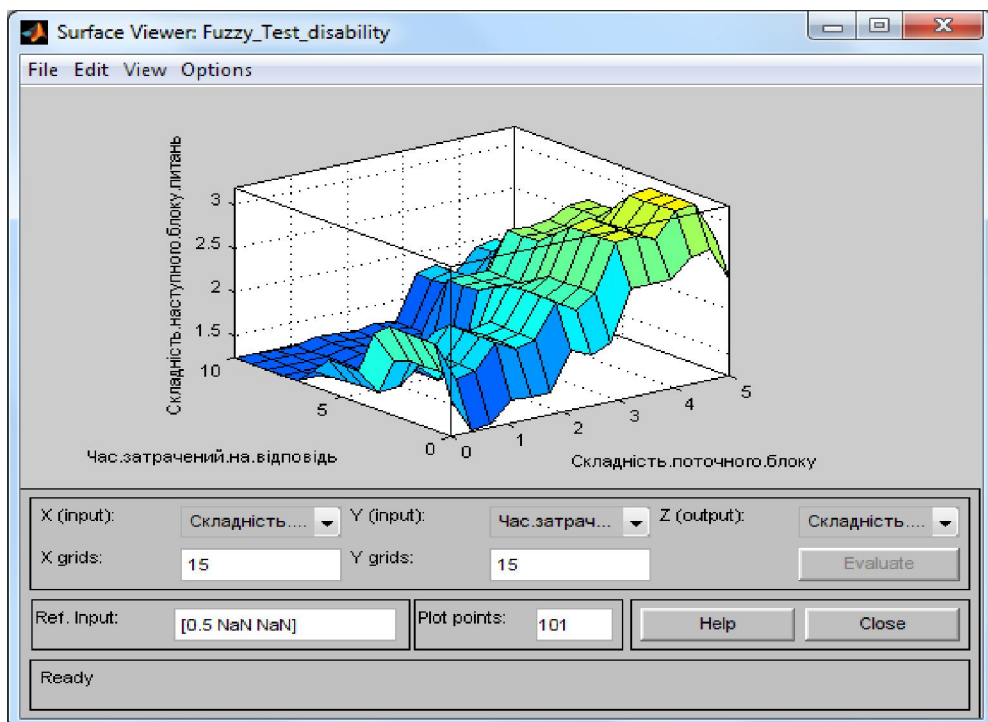 Surface Viewer: Fuzzy_Test_disability
File Edit View Options
Складність.наступного.блоку.питань
3
2.5
2
1.5
10
5
0
0
1
2
3
4
5
Час.затрачений.на.відповідь
Складність.поточного.блоку
X (input):
Складність....
Y (input):
Час.затрач...
Z (output):
Складність....
X grids:
15
Y grids:
15
Evaluate
Ref. Input:
[0.5 NaN NaN]
Plot points:
101
Help
Close
Ready